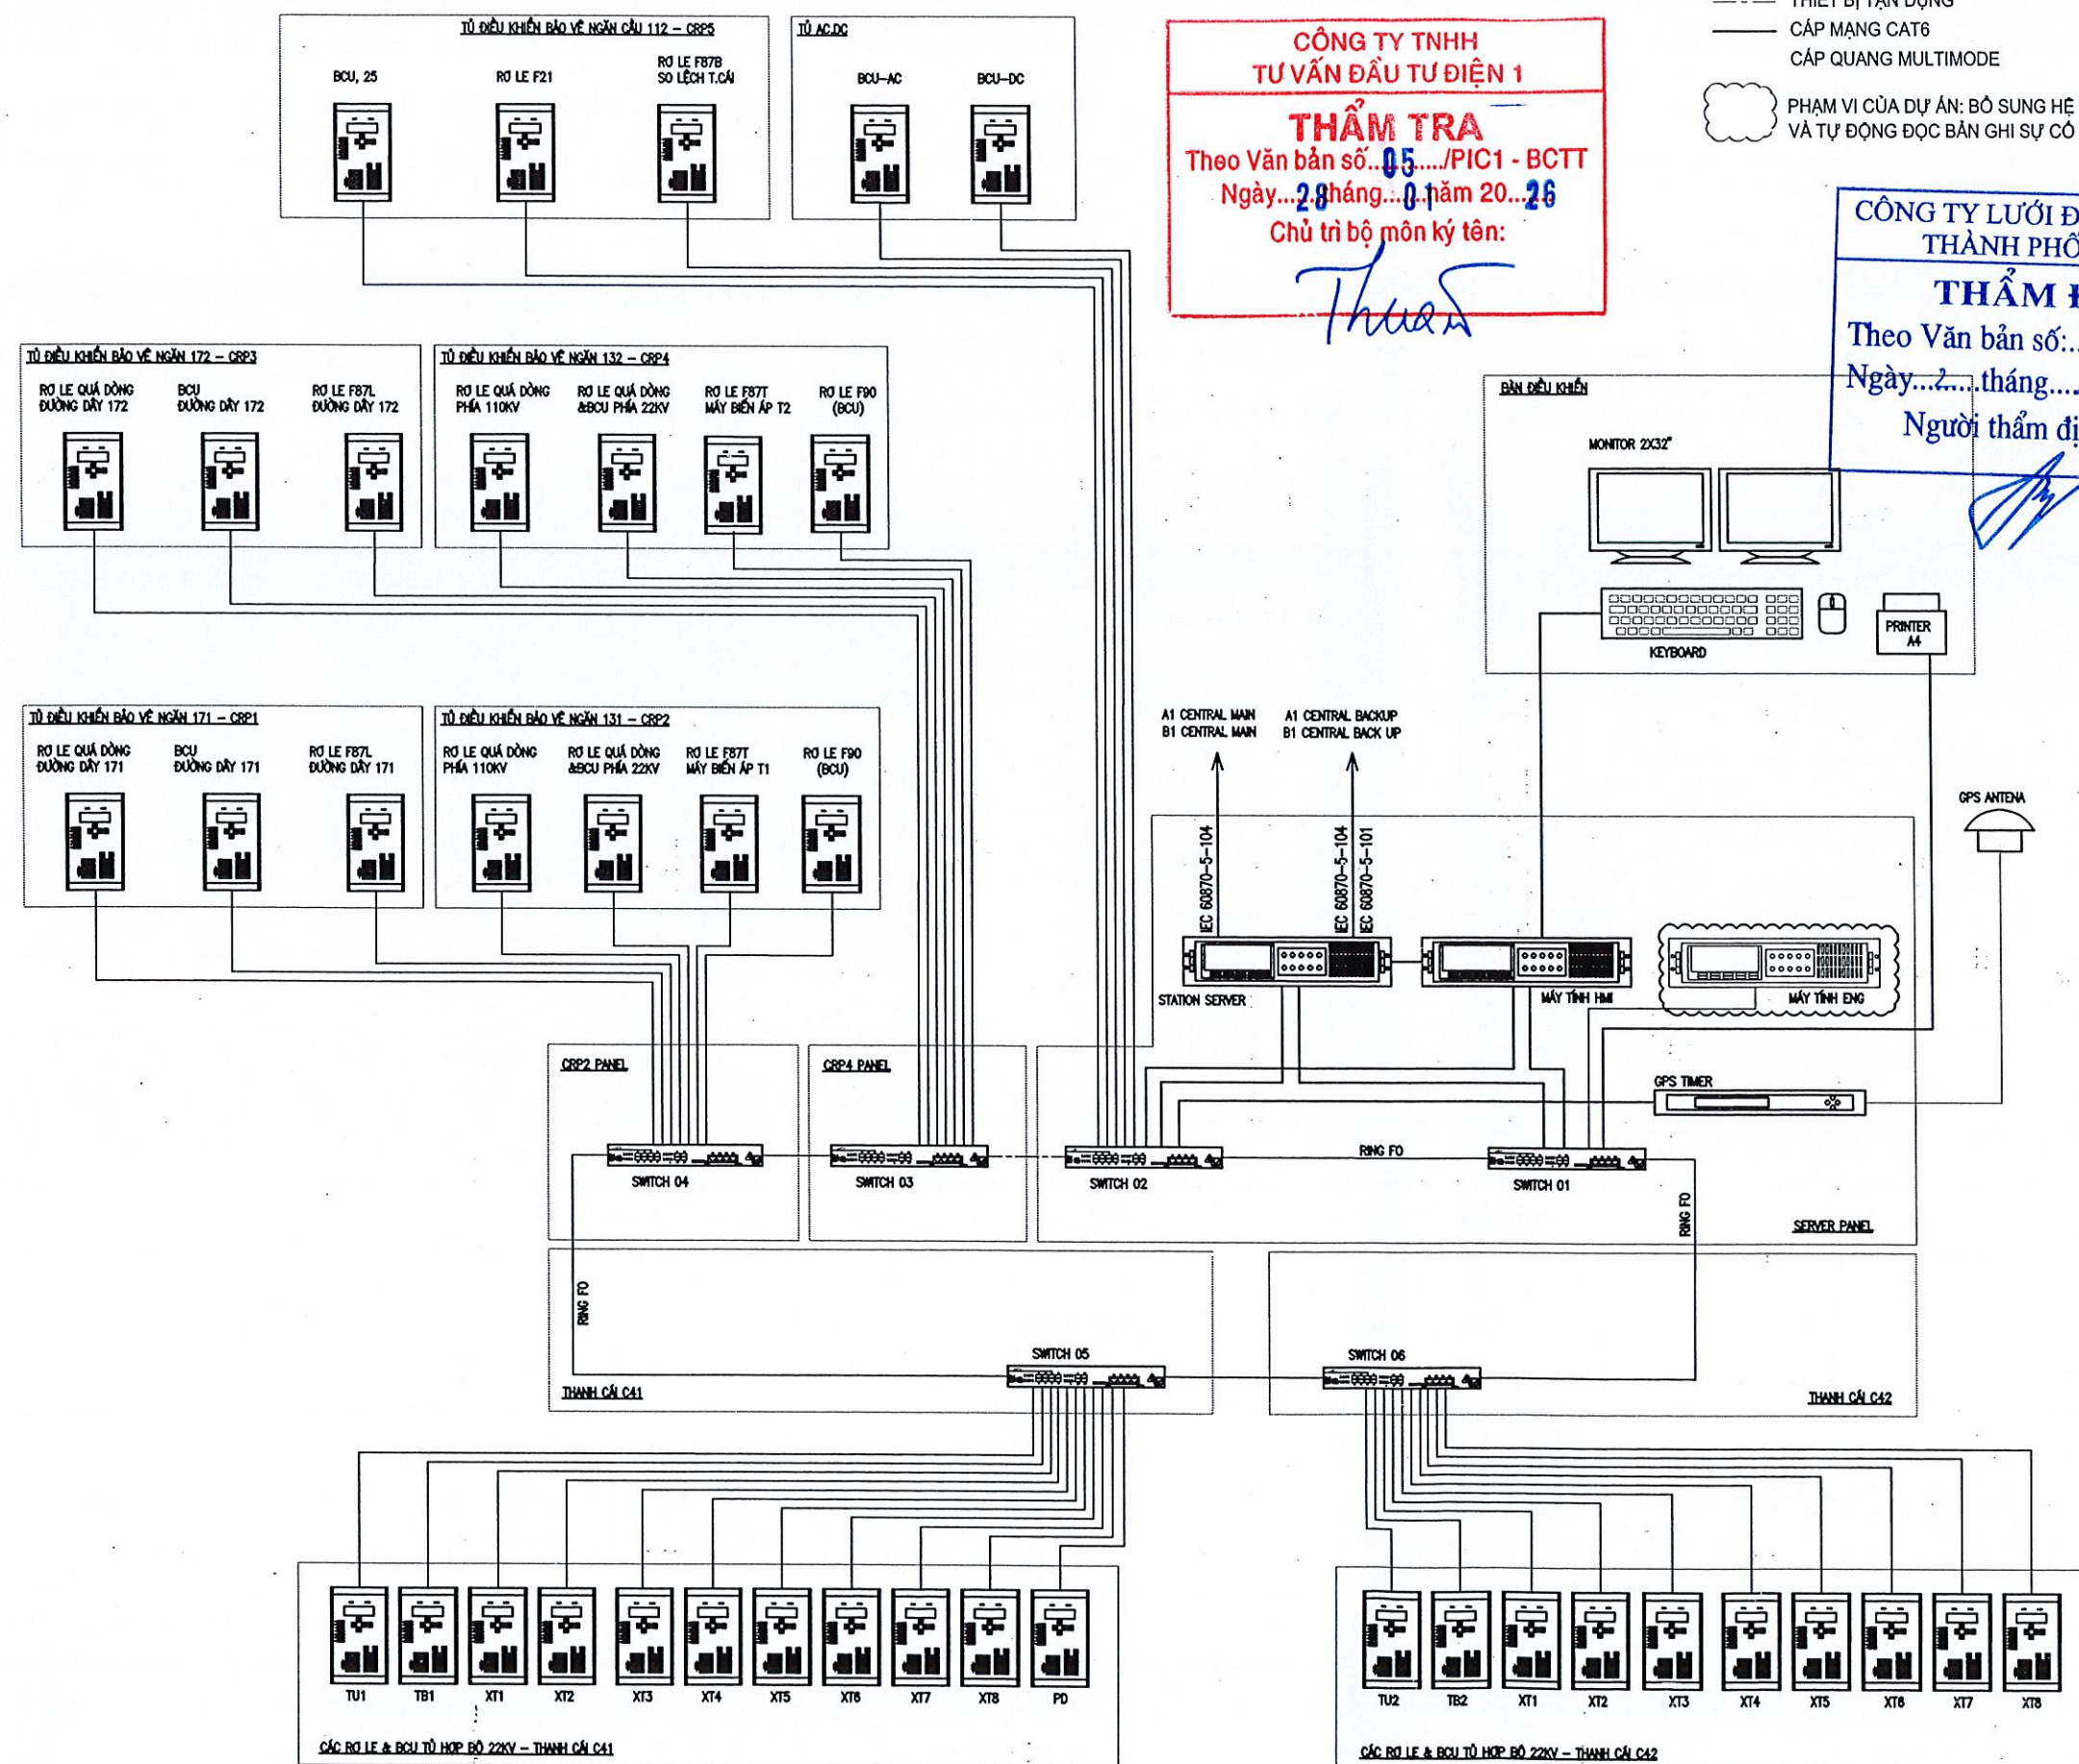 TỦ ĐIỀU KHIỂN BẢO VỆ NGĂN CẦU 112 – CRP5
BCU, 25
RƠ LE F21
RƠ LE F87B
SO LỆCH T.CÁI
TỦ AC.DC
BCU–AC
BCU–DC
CÔNG TY TNHH
TƯ VẤN ĐẦU TƯ ĐIỆN 1
THẨM TRA
Theo Văn bản số...05...../PIC1 - BCTT
Ngày...28.tháng...01...năm 20...26
Chủ trì bộ môn ký tên:
Thuận
THIẾT BỊ TẬN DỤNG
CÁP MẠNG CAT6
CÁP QUANG MULTIMODE
PHẠM VI CỦA DỰ ÁN: BỔ SUNG HỆ
VÀ TỰ ĐỘNG ĐỌC BẢN GHI SỰ CỐ
CÔNG TY LƯỚI Đ
THÀNH PHỐ
THẨM Đ
Theo Văn bản số:..
Ngày...2....tháng....
Người thẩm đị
TỦ ĐIỀU KHIỂN BẢO VỆ NGĂN 172 – CRP3
RƠ LE QUÁ DÒNG
ĐƯỜNG DÂY 172
BCU
ĐƯỜNG DÂY 172
RƠ LE F87L
ĐƯỜNG DÂY 172
TỦ ĐIỀU KHIỂN BẢO VỆ NGĂN 132 – CRP4
RƠ LE QUÁ DÒNG
PHÍA 110KV
RƠ LE QUÁ DÒNG
&BCU PHÍA 22KV
RƠ LE F87T
MÁY BIẾN ÁP T2
RƠ LE F90
(BCU)
BÀN ĐIỀU KHIỂN
MONITOR 2X32"
KEYBOARD
PRINTER
A4
TỦ ĐIỀU KHIỂN BẢO VỆ NGĂN 171 – CRP1
RƠ LE QUÁ DÒNG
ĐƯỜNG DÂY 171
BCU
ĐƯỜNG DÂY 171
RƠ LE F87L
ĐƯỜNG DÂY 171
TỦ ĐIỀU KHIỂN BẢO VỆ NGĂN 131 – CRP2
RƠ LE QUÁ DÒNG
PHÍA 110KV
RƠ LE QUÁ DÒNG
&BCU PHÍA 22KV
RƠ LE F87T
MÁY BIẾN ÁP T1
RƠ LE F90
(BCU)
A1 CENTRAL MAIN
B1 CENTRAL MAIN
A1 CENTRAL BACKUP
B1 CENTRAL BACK UP
IEC 60870-5-104
IEC 60870-5-104
IEC 60870-5-101
GPS ANTENA
STATION SERVER
MÁY TÍNH HMI
MÁY TÍNH ENG
GPS TIMER
CRP2 PANEL
CRP4 PANEL
SWITCH 04
SWITCH 03
SWITCH 02
RING FO
SWITCH 01
RING FO
SERVER PANEL
RING FO
SWITCH 05
THANH CÁI C41
SWITCH 06
THANH CÁI C42
TU1
TB1
XT1
XT2
XT3
XT4
XT5
XT6
XT7
XT8
PD
CÁC RƠ LE & BCU TỦ HỢP BỘ 22KV – THANH CÁI C41
TU2
TB2
XT1
XT2
XT3
XT4
XT5
XT6
XT7
XT8
CÁC RƠ LE & BCU TỦ HỢP BỘ 22KV – THANH CÁI C42